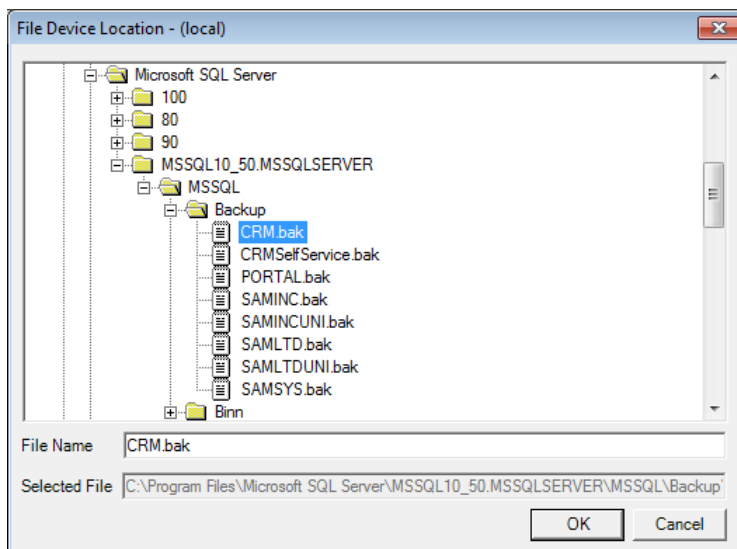 File Device Location - (local)
Microsoft SQL Server
100
80
90
MSSQL10_50.MSSQLSERVER
MSSQL
Backup
CRM.bak
CRMSelfService.bak
PORTAL.bak
SAMINC.bak
SAMINCUNI.bak
SAMLTD.bak
SAMLTDUNI.bak
SAMSYS.bak
Binn
File Name CRM.bak
Selected File C:\Program Files\Microsoft SQL Server\MSSQL10_50.MSSQLSERVER\MSSQL\Backup\
OK Cancel